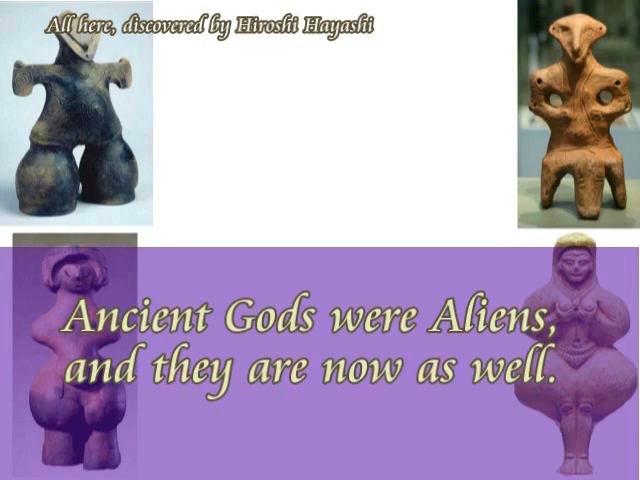 All here, discovered by Hiroshi Hayashi
Ancient Gods were Aliens,
and they are now as well.